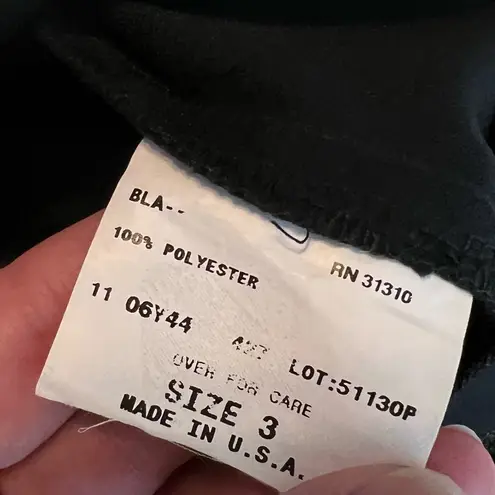 BLA--
100% POLYESTER RN 31310
11 06Y44 LOT:51130P
OVER FOR CARE
SIZE 3
MADE IN U.S.A.